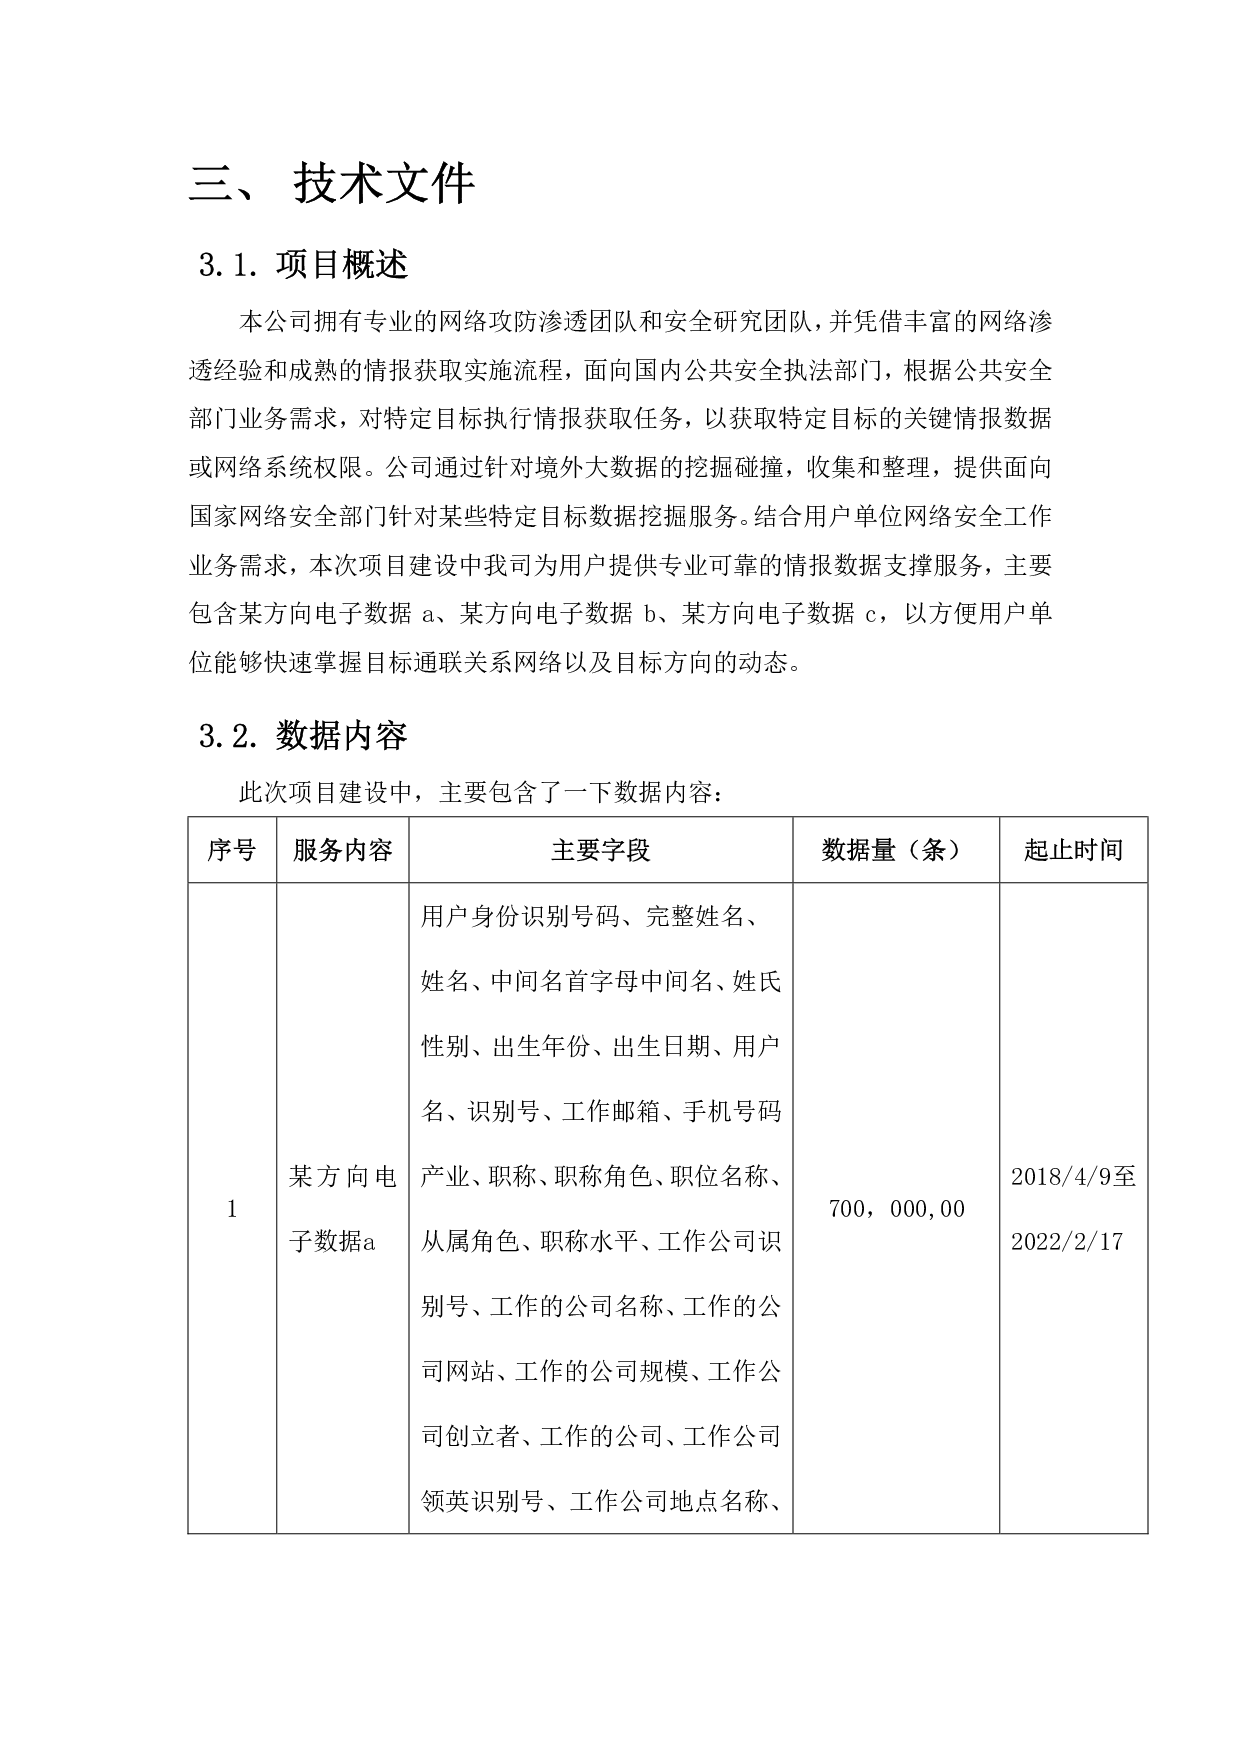 三、 技术文件
3.1. 项目概述
本公司拥有专业的网络攻防渗透团队和安全研究团队，并凭借丰富的网络渗
透经验和成熟的情报获取实施流程，面向国内公共安全执法部门，根据公共安全
部门业务需求，对特定目标执行情报获取任务，以获取特定目标的关键情报数据
或网络系统权限。公司通过针对境外大数据的挖掘碰撞，收集和整理，提供面向
国家网络安全部门针对某些特定目标数据挖掘服务。结合用户单位网络安全工作
业务需求，本次项目建设中我司为用户提供专业可靠的情报数据支撑服务，主要
包含某方向电子数据 a、某方向电子数据 b、某方向电子数据 c，以方便用户单
位能够快速掌握目标通联关系网络以及目标方向的动态。
3.2. 数据内容
此次项目建设中，主要包含了一下数据内容：
序号 服务内容 主要字段 数据量（条） 起止时间
1
某方向电
子数据a
用户身份识别号码、完整姓名、
姓名、中间名首字母中间名、姓氏
性别、出生年份、出生日期、用户
名、识别号、工作邮箱、手机号码
产业、职称、职称角色、职位名称、
从属角色、职称水平、工作公司识
别号、工作的公司名称、工作的公
司网站、工作的公司规模、工作公
司创立者、工作的公司、工作公司
领英识别号、工作公司地点名称、
700，000,00
2018/4/9至
2022/2/17